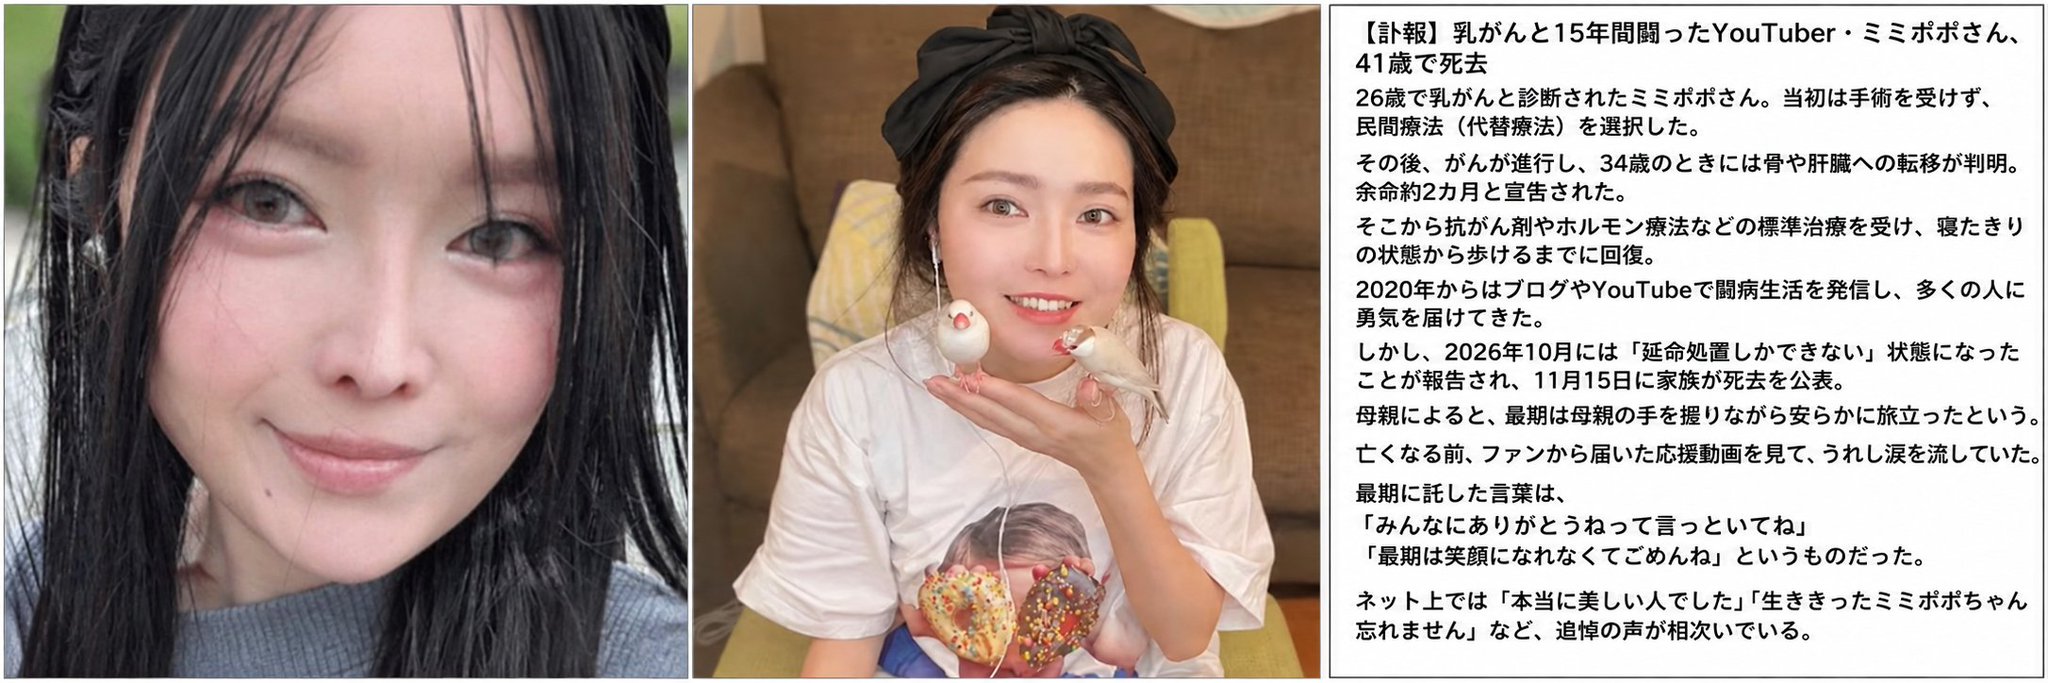 【訃報】乳がんと15年間闘ったYouTuber・ミミポポさん、
41歳で死去
26歳で乳がんと診断されたミミポポさん。当初は手術を受けず、
民間療法（代替療法）を選択した。
その後、がんが進行し、34歳のときには骨や肝臓への転移が判明。
余命約2カ月と宣告された。
そこから抗がん剤やホルモン療法などの標準治療を受け、寝たきり
の状態から歩けるまでに回復。
2020年からはブログやYouTubeで闘病生活を発信し、多くの人に
勇気を届けてきた。
しかし、2026年10月には「延命処置しかできない」状態になった
ことが報告され、11月15日に家族が死去を公表。
母親によると、最期は母親の手を握りながら安らかに旅立ったという。
亡くなる前、ファンから届いた応援動画を見て、うれし涙を流していた。
最期に託した言葉は、
「みんなにありがとうねって言っといてね」
「最期は笑顔になれなくてごめんね」というものだった。
ネット上では「本当に美しい人でした」「生ききったミミポポちゃん
忘れません」など、追悼の声が相次いでいる。